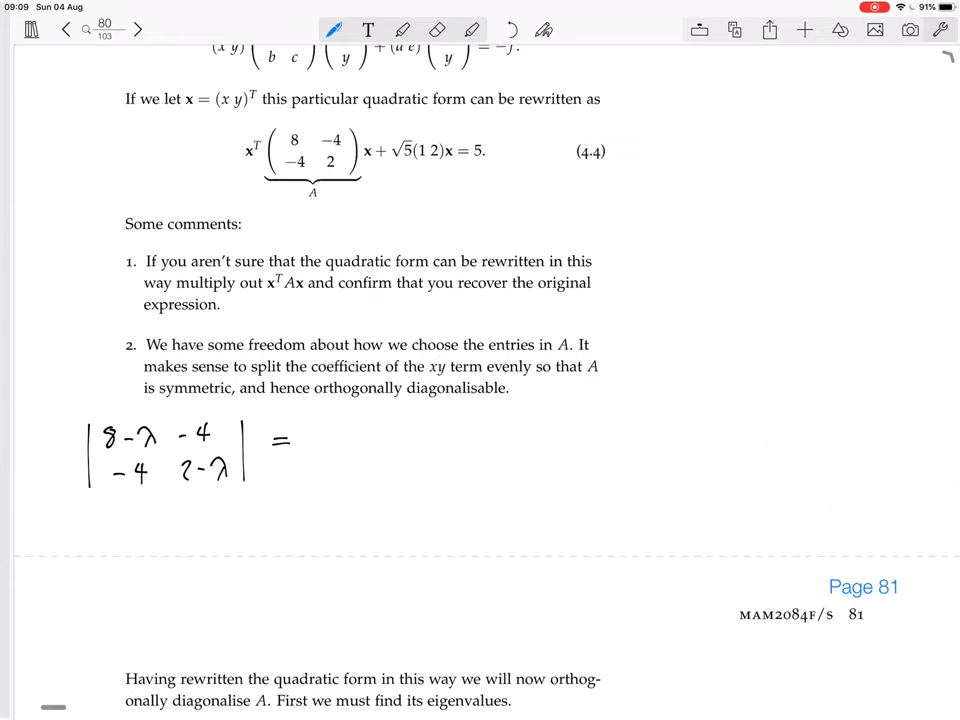 09:09 Sun 04 Aug
91%
80
103
T
(x y) ( b c ) ( y ) + (d e) ( y ) = −f.
If we let x = (x y)^T this particular quadratic form can be rewritten as
x^T ( 8 −4
−4 2 ) x + √5(1 2)x = 5. (4.4)
A
Some comments:
1. If you aren't sure that the quadratic form can be rewritten in this
way multiply out x^T Ax and confirm that you recover the original
expression.
2. We have some freedom about how we choose the entries in A. It
makes sense to split the coefficient of the xy term evenly so that A
is symmetric, and hence orthogonally diagonalisable.
| 8-λ -4 | =
| -4 2-λ |
Page 81
MAM2084F/S 81
Having rewritten the quadratic form in this way we will now orthog-
onally diagonalise A. First we must find its eigenvalues.